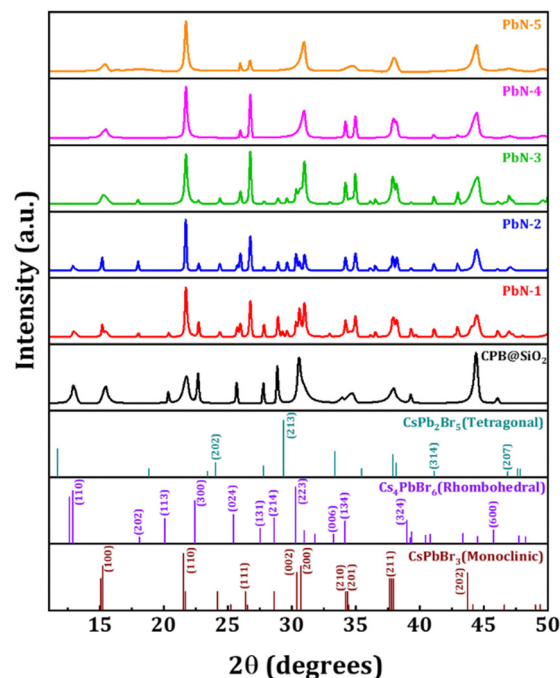 PbN-5
PbN-4
PbN-3
PbN-2
PbN-1
CPB@SiO₂
CsPb₂Br₅(Tetragonal)
(202)
(213)
(314)
(207)
Cs₄PbBr₆(Rhombohedral)
(110)
(202)
(113)
(300)
(024)
(131)
(214)
(223)
(006)
(134)
(324)
(600)
CsPbBr₃(Monoclinic)
(100)
(110)
(111)
(002)
(200)
(210)
(201)
(211)
(202)
15 20 25 30 35 40 45 50
2θ (degrees)
Intensity (a.u.)